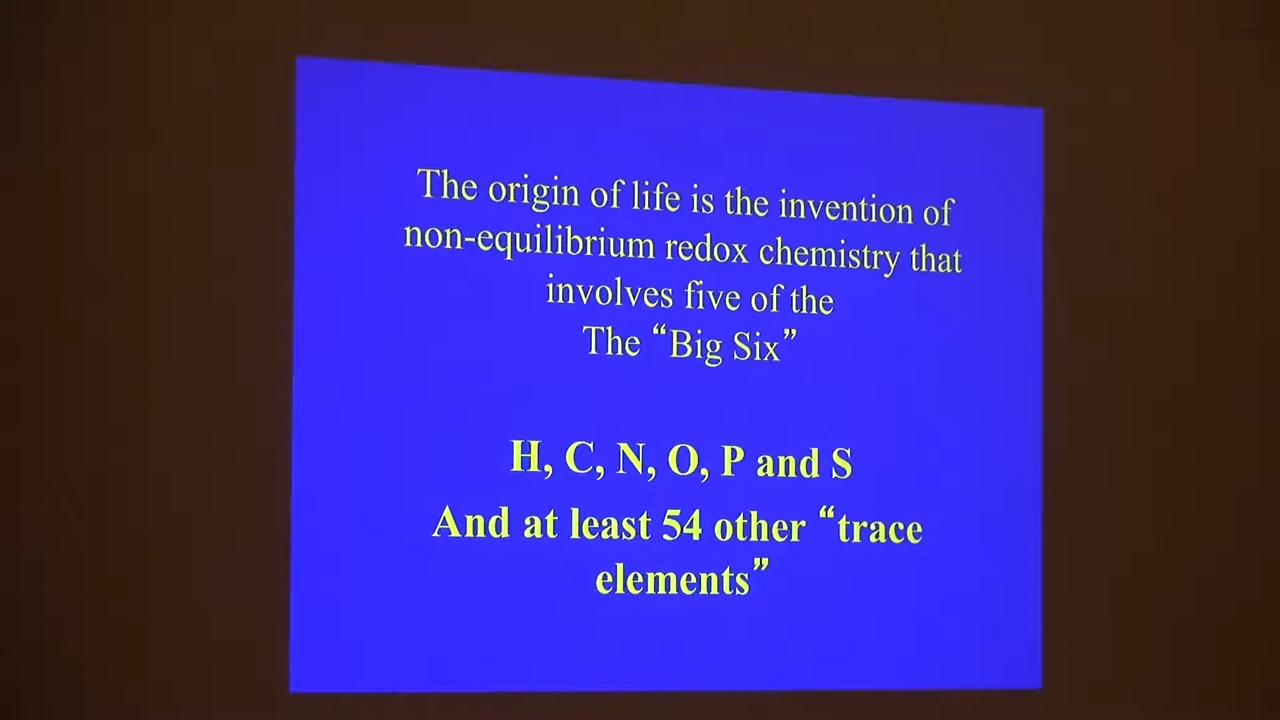 The origin of life is the invention of
non-equilibrium redox chemistry that
involves five of the
The “Big Six”
H, C, N, O, P and S
And at least 54 other “trace
elements”